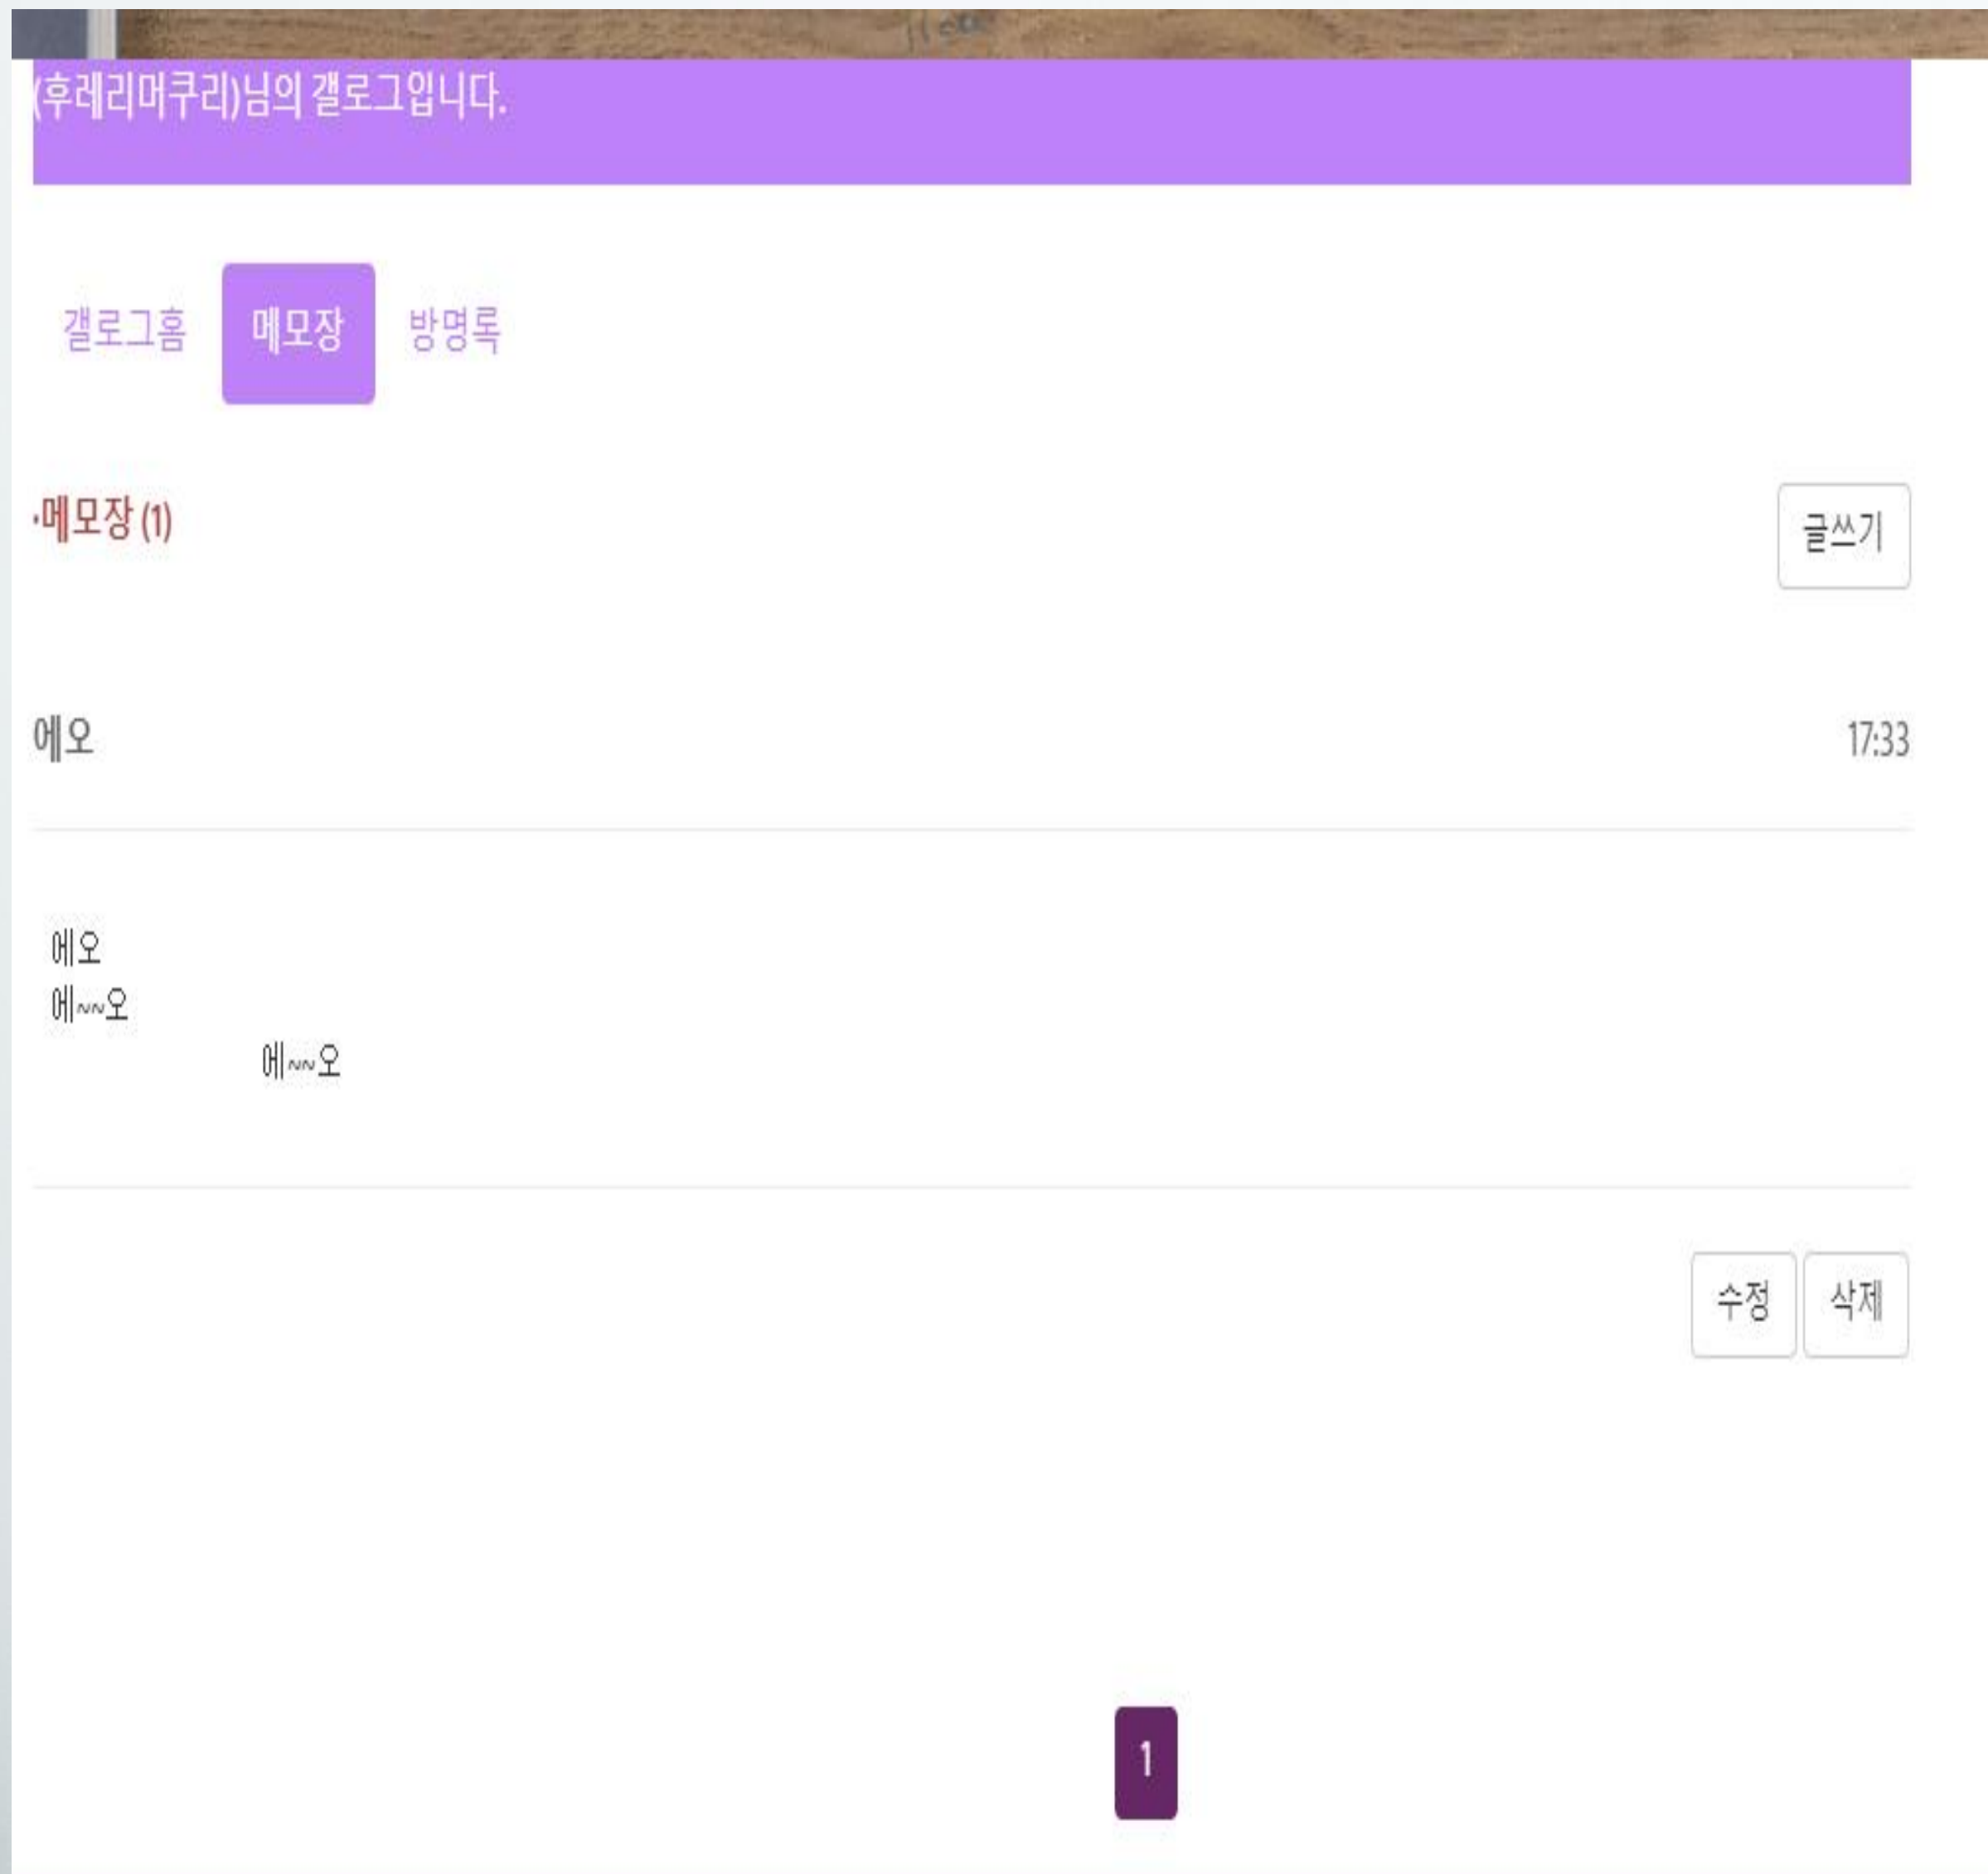 (후레리머쿠리)님의 갤로그입니다.
갤로그홈 메모장 방명록
·메모장 (1) 글쓰기
에오 17:33
에오
에~~오
에~~오
수정 삭제
1